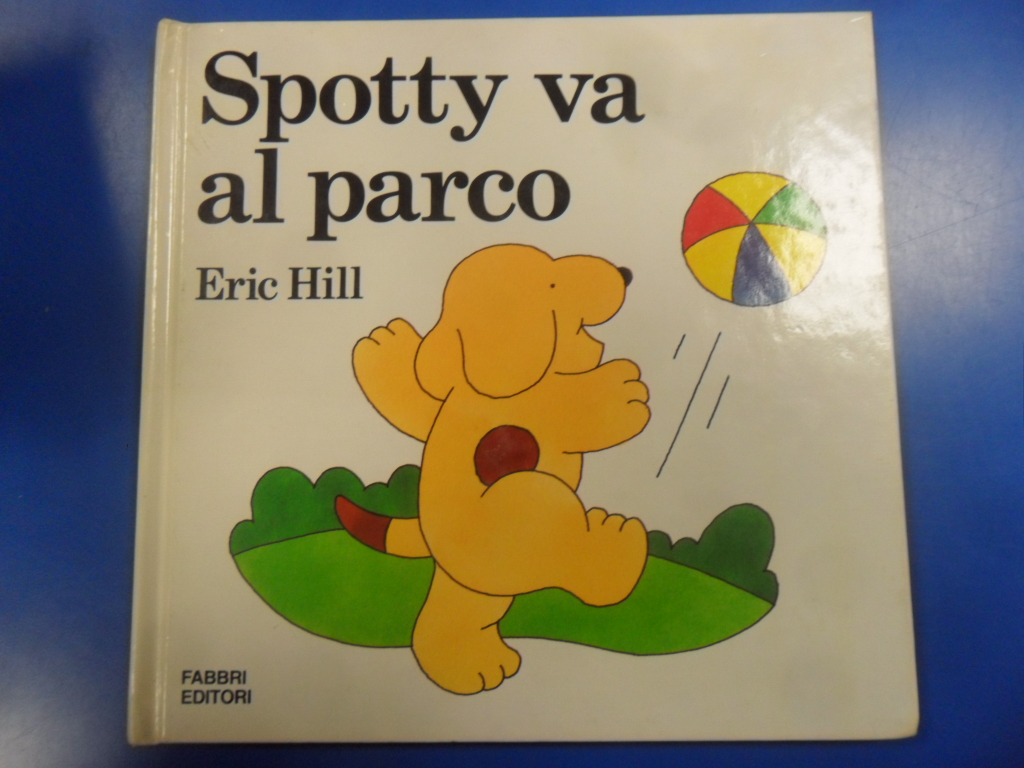 Spotty va
al parco
Eric Hill
FABBRI
EDITORI